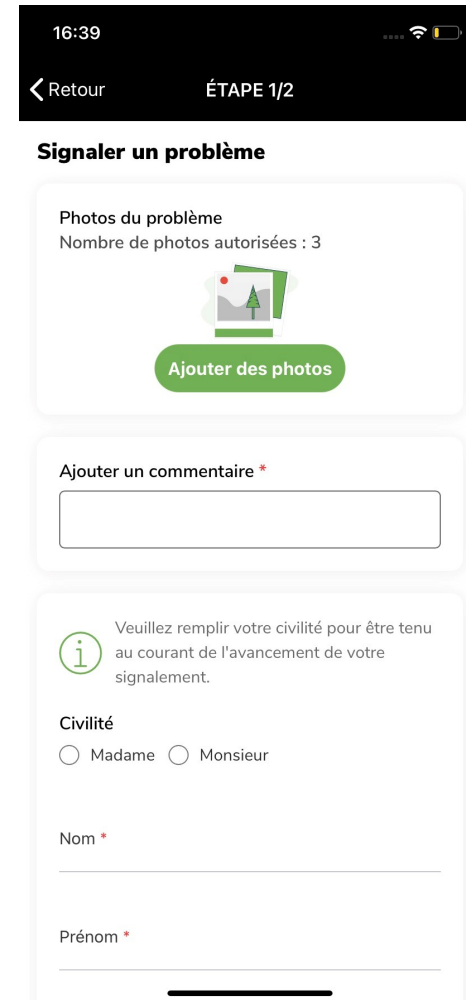 16:39
Retour
ÉTAPE 1/2
Signaler un problème
Photos du problème
Nombre de photos autorisées : 3
Ajouter des photos
Ajouter un commentaire *
Veuillez remplir votre civilité pour être tenu
au courant de l'avancement de votre
signalement.
Civilité
Madame Monsieur
Nom *
Prénom *